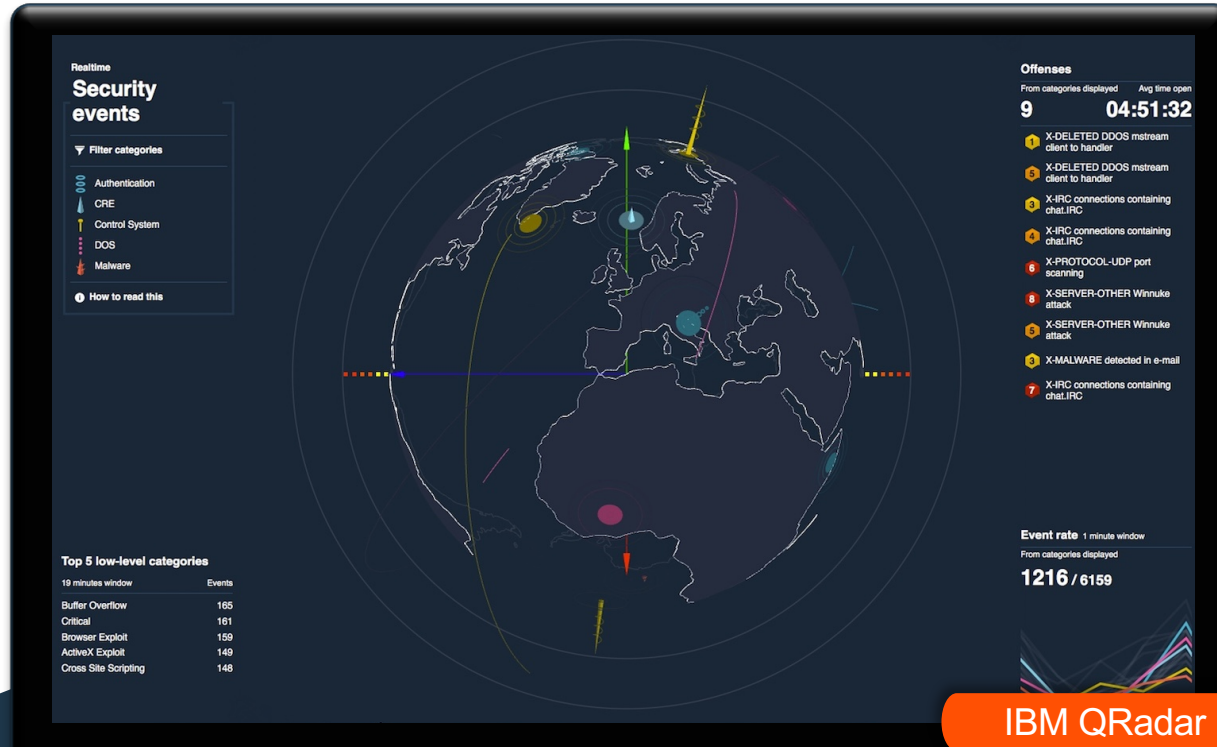 Realtime
Security
events
Filter categories
Authentication
CRE
Control System
DOS
Malware
How to read this
Top 5 low-level categories
19 minutes window Events
Buffer Overflow 165
Critical 161
Browser Exploit 159
ActiveX Exploit 149
Cross Site Scripting 148
Offenses
From categories displayed Avg time open
9 04:51:32
1 X-DELETED DDOS mstream
client to handler
5 X-DELETED DDOS mstream
client to handler
3 X-IRC connections containing
chat.IRC
4 X-IRC connections containing
chat.IRC
6 X-PROTOCOL-UDP port
scanning
8 X-SERVER-OTHER Winnuke
attack
5 X-SERVER-OTHER Winnuke
attack
3 X-MALWARE detected in e-mail
7 X-IRC connections containing
chat.IRC
Event rate 1 minute window
From categories displayed
1216 / 6159
IBM QRadar